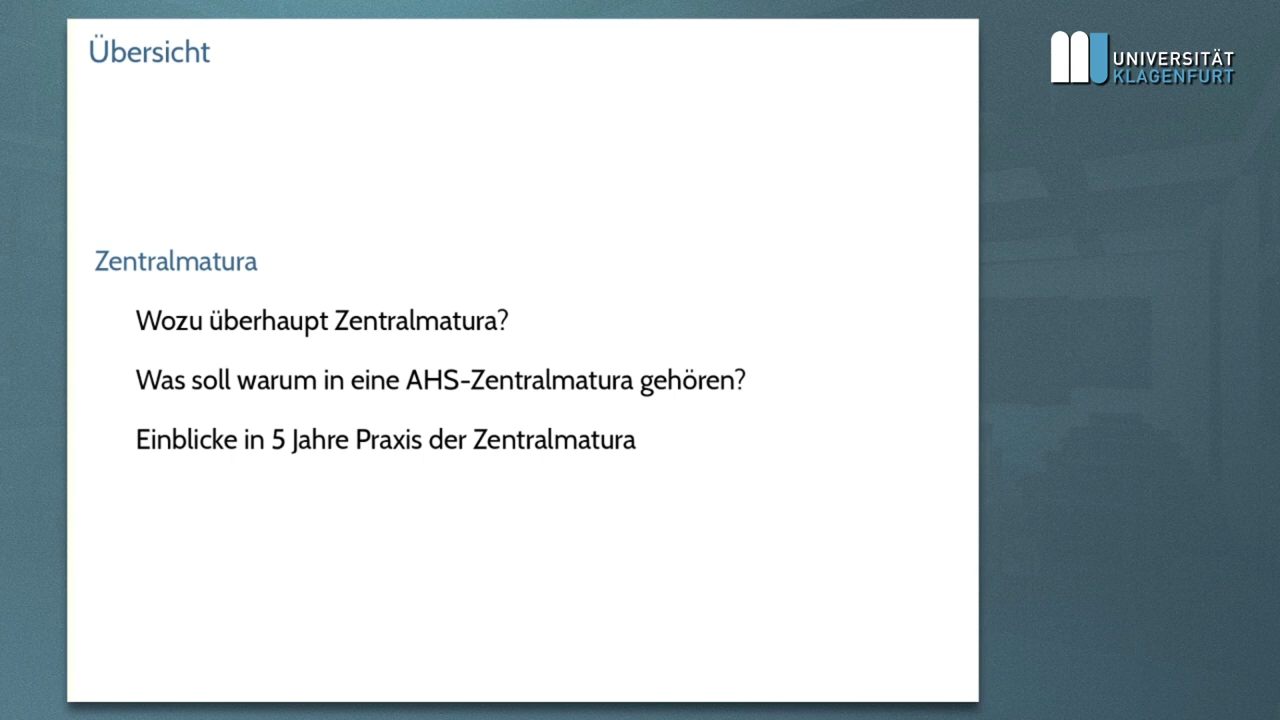 Übersicht
UNIVERSITÄT
KLAGENFURT
Zentralmatura
Wozu überhaupt Zentralmatura?
Was soll warum in eine AHS-Zentralmatura gehören?
Einblicke in 5 Jahre Praxis der Zentralmatura